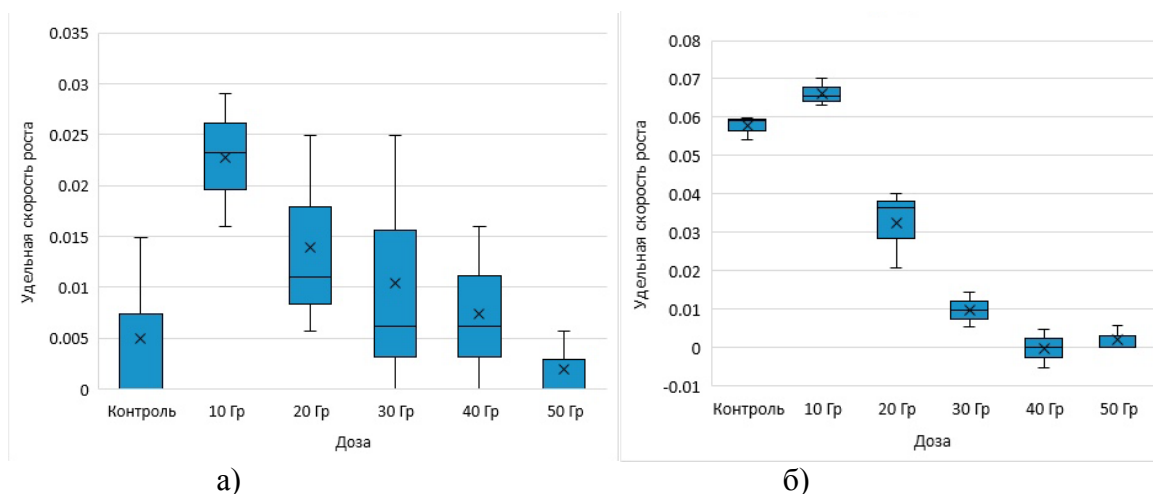 0.035
0.03
0.025
0.02
0.015
0.01
0.005
0
Удельная скорость роста
Контроль 10 Гр 20 Гр 30 Гр 40 Гр 50 Гр
Доза
а)
0.08
0.07
0.06
0.05
0.04
0.03
0.02
0.01
0
-0.01
Удельная скорость роста
Контроль 10 Гр 20 Гр 30 Гр 40 Гр 50 Гр
Доза
б)